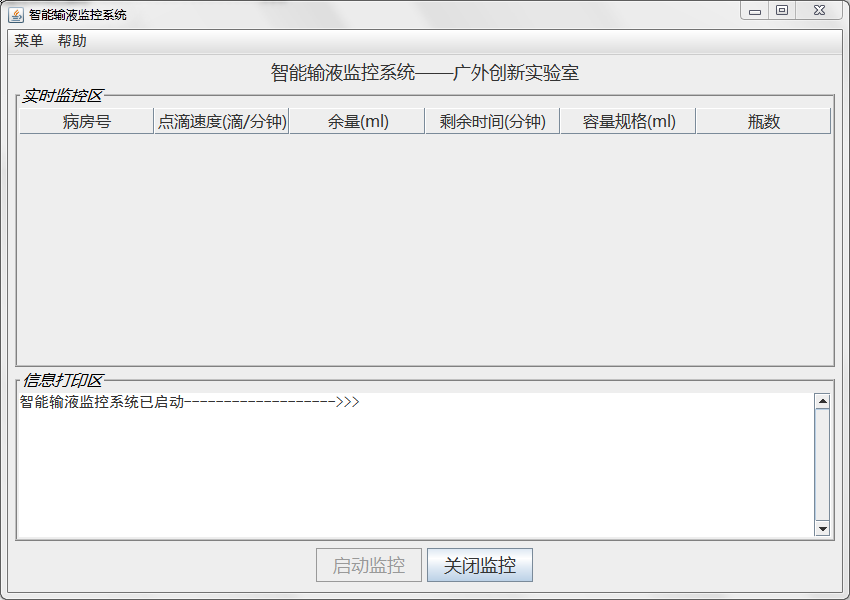 智能输液监控系统
菜单 帮助
智能输液监控系统——广外创新实验室
实时监控区
病房号 点滴速度(滴/分钟) 余量(ml) 剩余时间(分钟) 容量规格(ml) 瓶数
信息打印区
智能输液监控系统已启动------------------->>>
启动监控 关闭监控